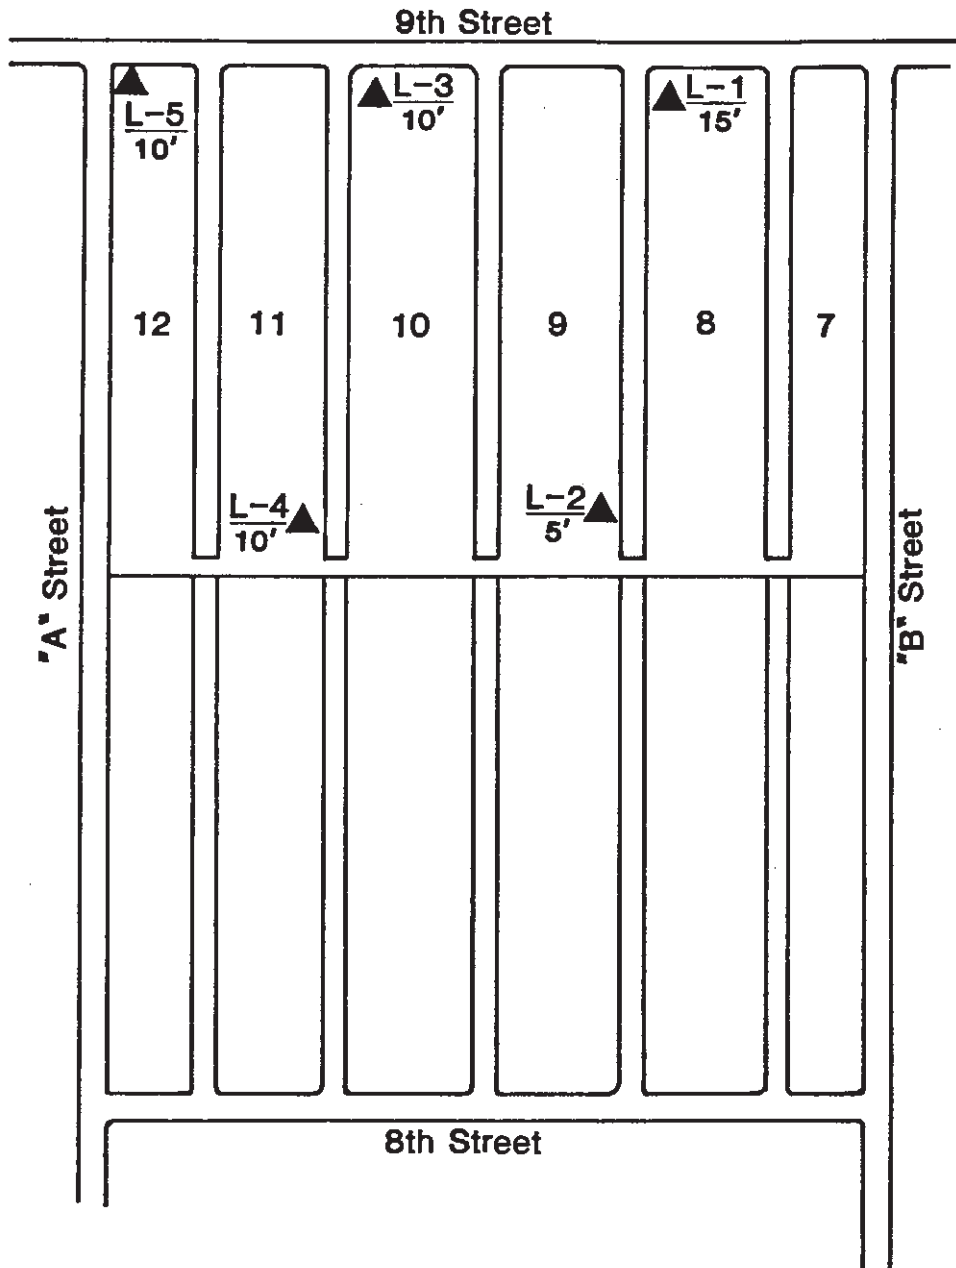 9th Street
L-5
10'
L-3
10'
L-1
15'
12
11
10
9
8
7
L-4
10'
L-2
5'
"A" Street
"B" Street
8th Street